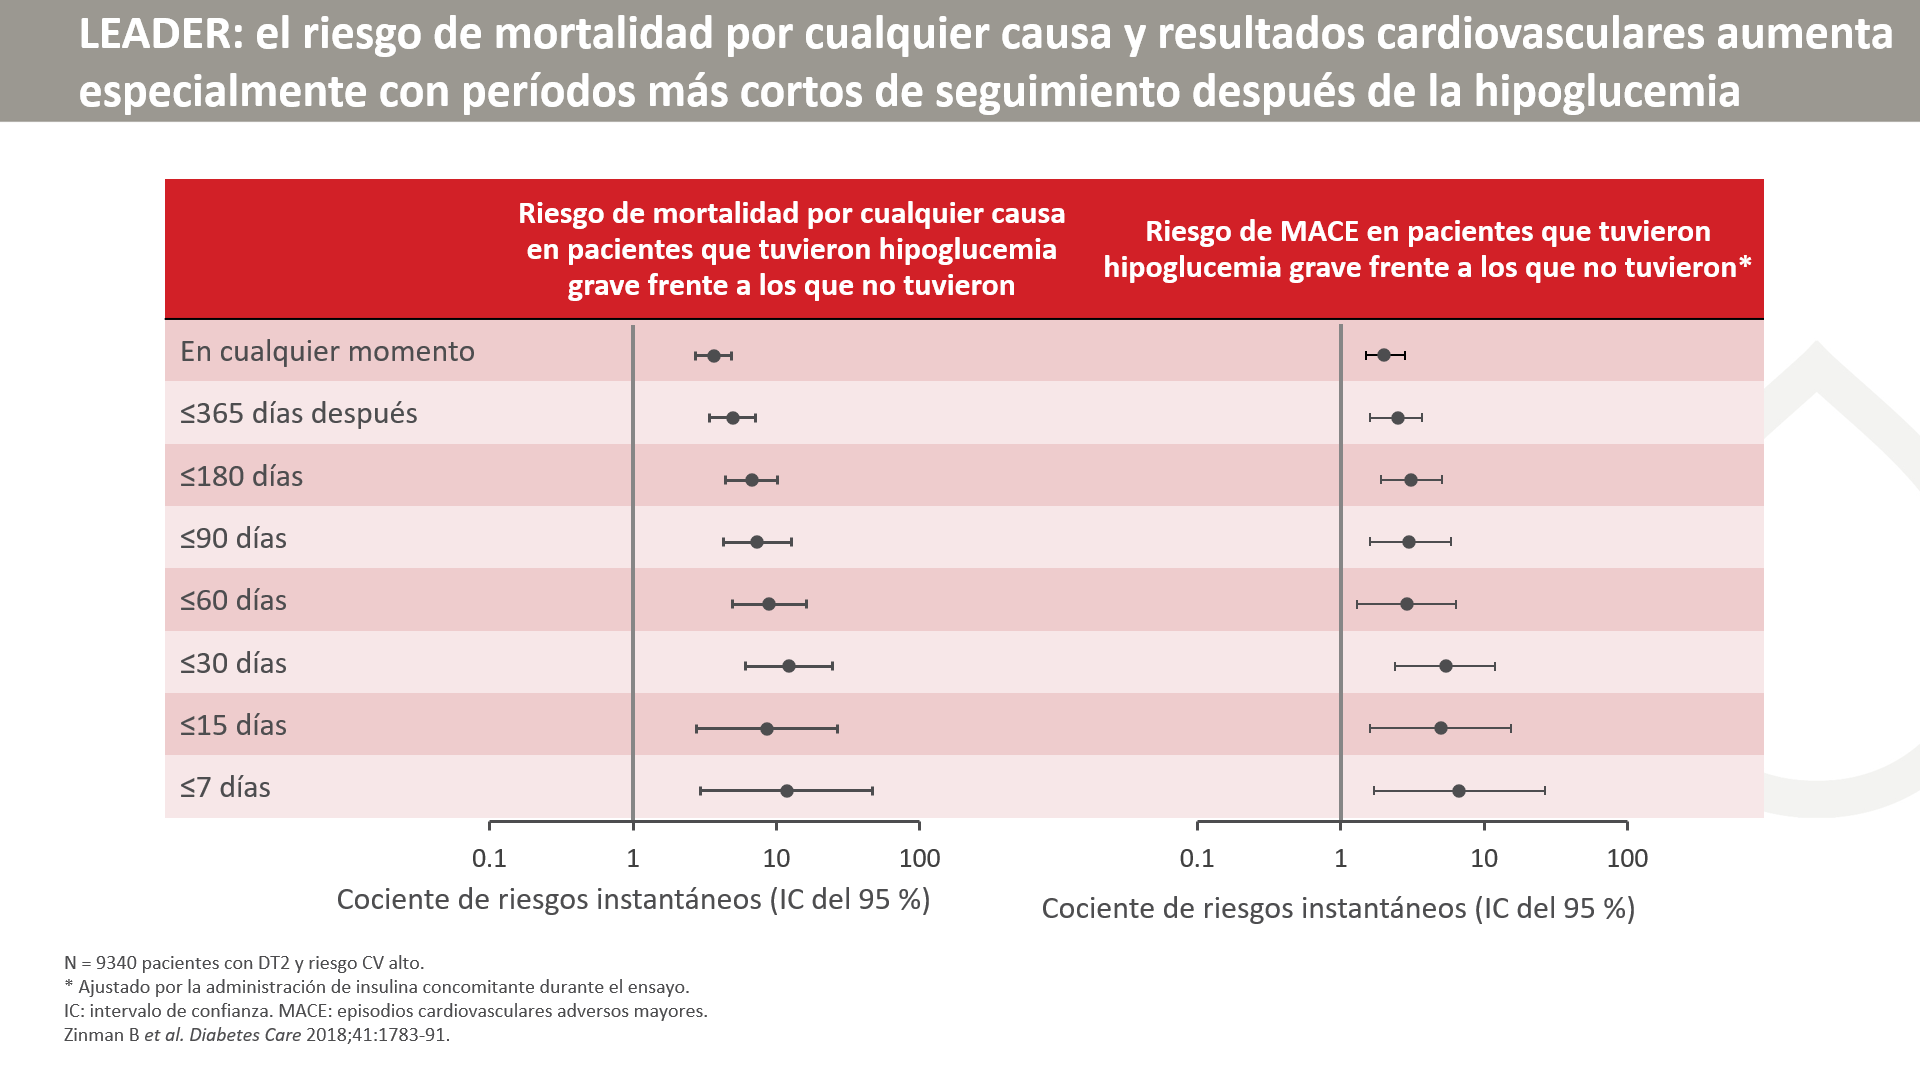 LEADER: el riesgo de mortalidad por cualquier causa y resultados cardiovasculares aumenta
especialmente con períodos más cortos de seguimiento después de la hipoglucemia
Riesgo de mortalidad por cualquier causa
en pacientes que tuvieron hipoglucemia
grave frente a los que no tuvieron
Riesgo de MACE en pacientes que tuvieron
hipoglucemia grave frente a los que no tuvieron*
En cualquier momento
≤365 días después
≤180 días
≤90 días
≤60 días
≤30 días
≤15 días
≤7 días
0.1 1 10 100
Cociente de riesgos instantáneos (IC del 95 %)
0.1 1 10 100
Cociente de riesgos instantáneos (IC del 95 %)
N = 9340 pacientes con DT2 y riesgo CV alto.
* Ajustado por la administración de insulina concomitante durante el ensayo.
IC: intervalo de confianza. MACE: episodios cardiovasculares adversos mayores.
Zinman B et al. Diabetes Care 2018;41:1783-91.